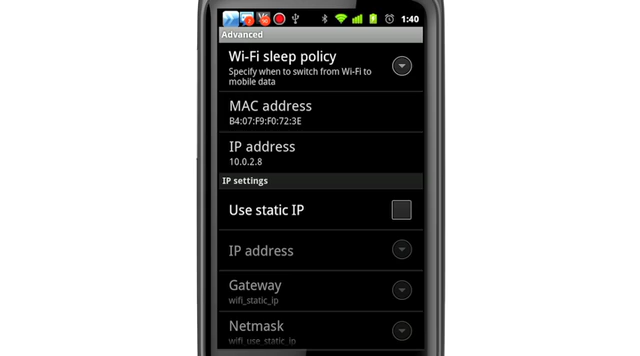 1:40
Advanced
Wi-Fi sleep policy
Specify when to switch from Wi-Fi to
mobile data
MAC address
B4:07:F9:F0:72:3E
IP address
10.0.2.8
IP settings
Use static IP
IP address
Gateway
wifi_static_ip
Netmask
wifi_use_static_ip